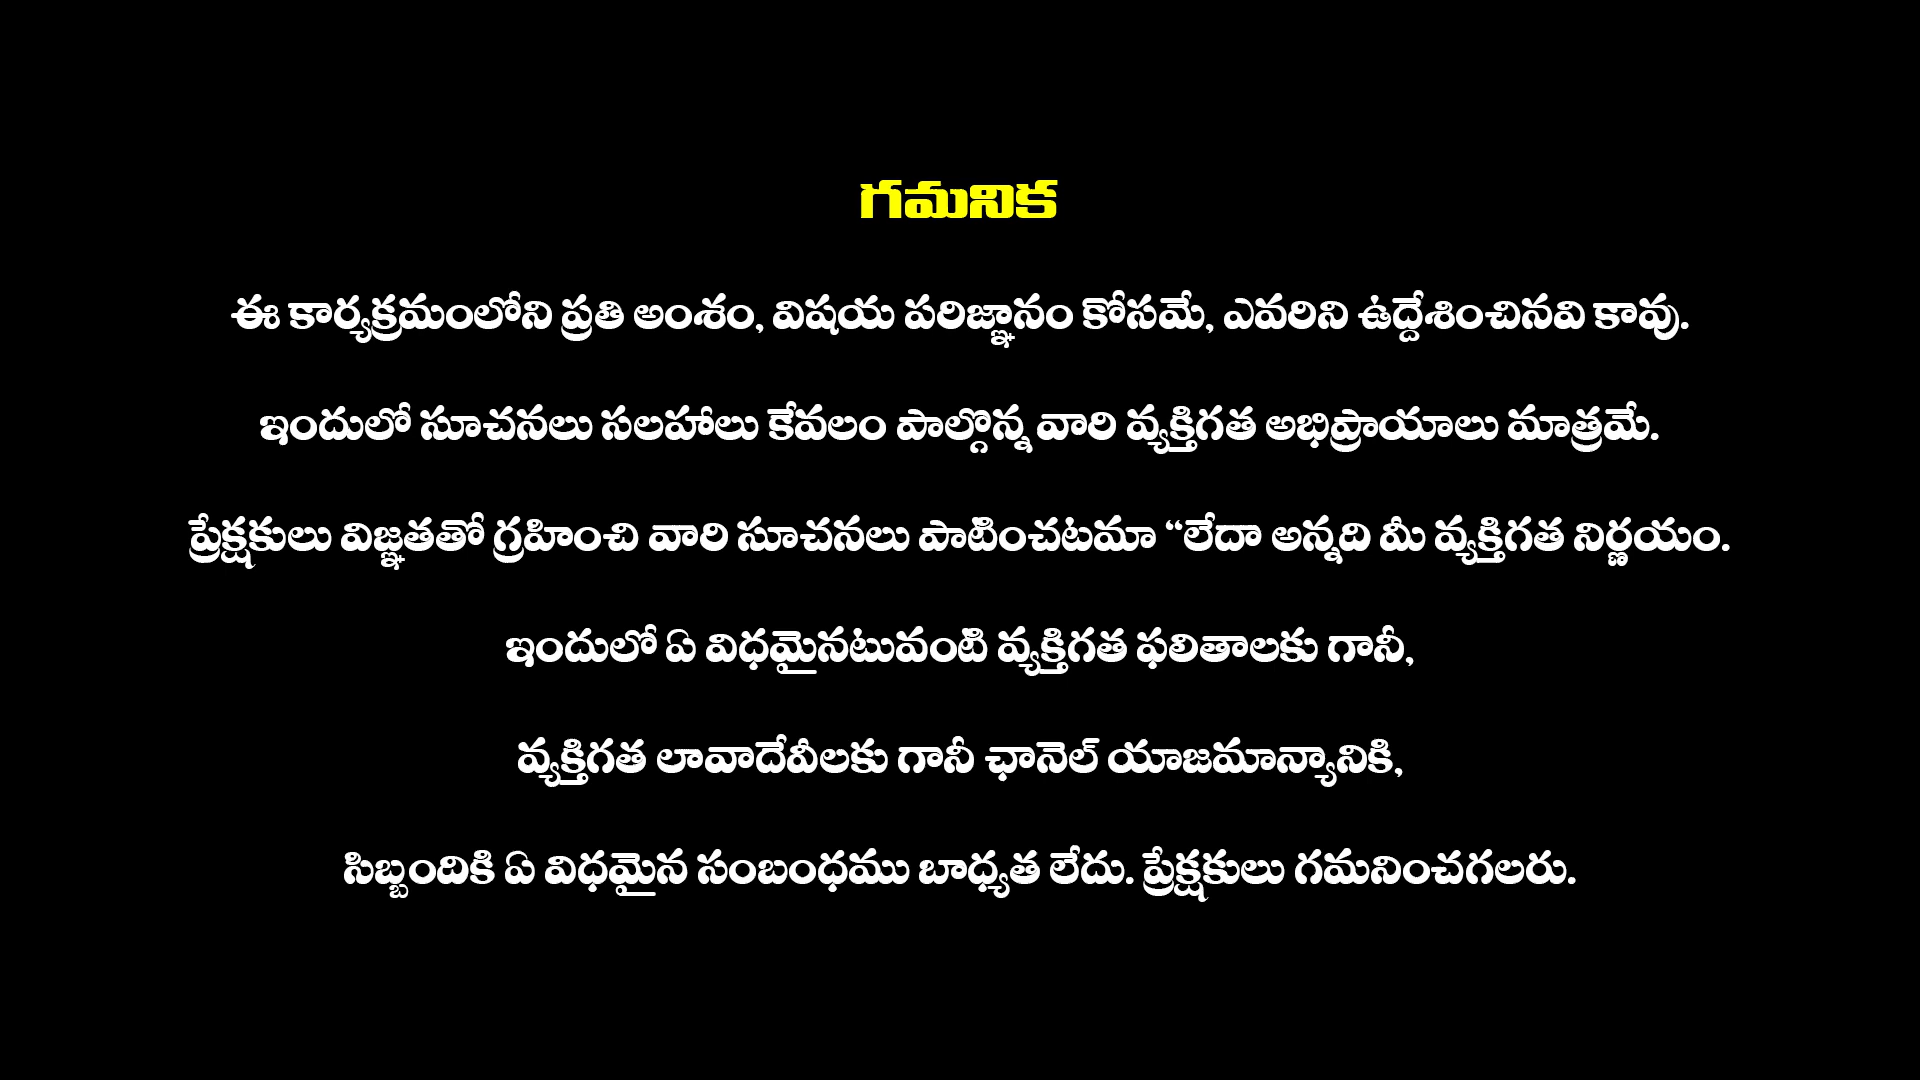 గమనిక
ఈ కార్యక్రమంలోని ప్రతి అంశం, విషయ పరిజ్ఞానం కోసమే, ఎవరిని ఉద్దేశించినవి కావు.
ఇందులో సూచనలు సలహాలు కేవలం పాల్గొన్న వారి వ్యక్తిగత అభిప్రాయాలు మాత్రమే.
ప్రేక్షకులు విజ్ఞతతో గ్రహించి వారి సూచనలు పాటించటమా “లేదా అన్నది మీ వ్యక్తిగత నిర్ణయం.
ఇందులో ఏ విధమైనటువంటి వ్యక్తిగత ఫలితాలకు గానీ,
వ్యక్తిగత లావాదేవీలకు గానీ ఛానెల్ యాజమాన్యానికి,
సిబ్బందికి ఏ విధమైన సంబంధము బాధ్యత లేదు. ప్రేక్షకులు గమనించగలరు.